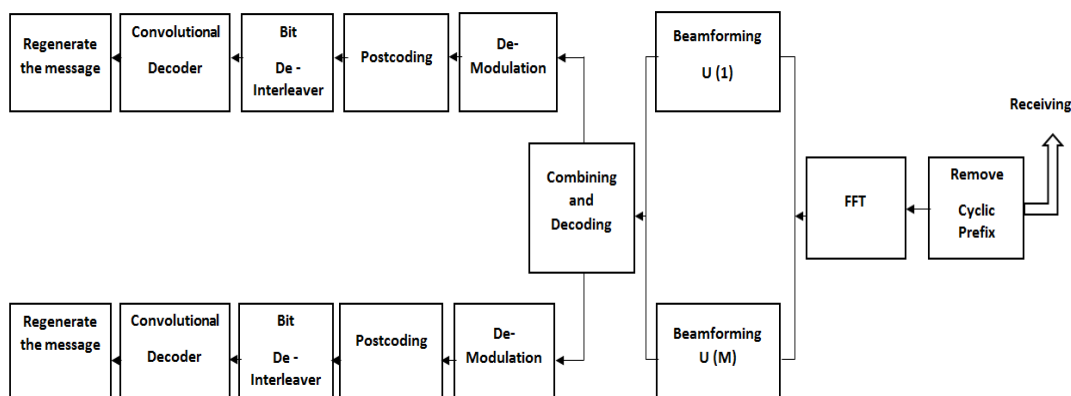 Regenerate
the message
Convolutional
Decoder
Bit
De -
Interleaver
Postcoding
De-
Modulation
Beamforming
U (1)
Receiving
Combining
and
Decoding
FFT
Remove
Cyclic
Prefix
Regenerate
the message
Convolutional
Decoder
Bit
De -
Interleaver
Postcoding
De-
Modulation
Beamforming
U (M)